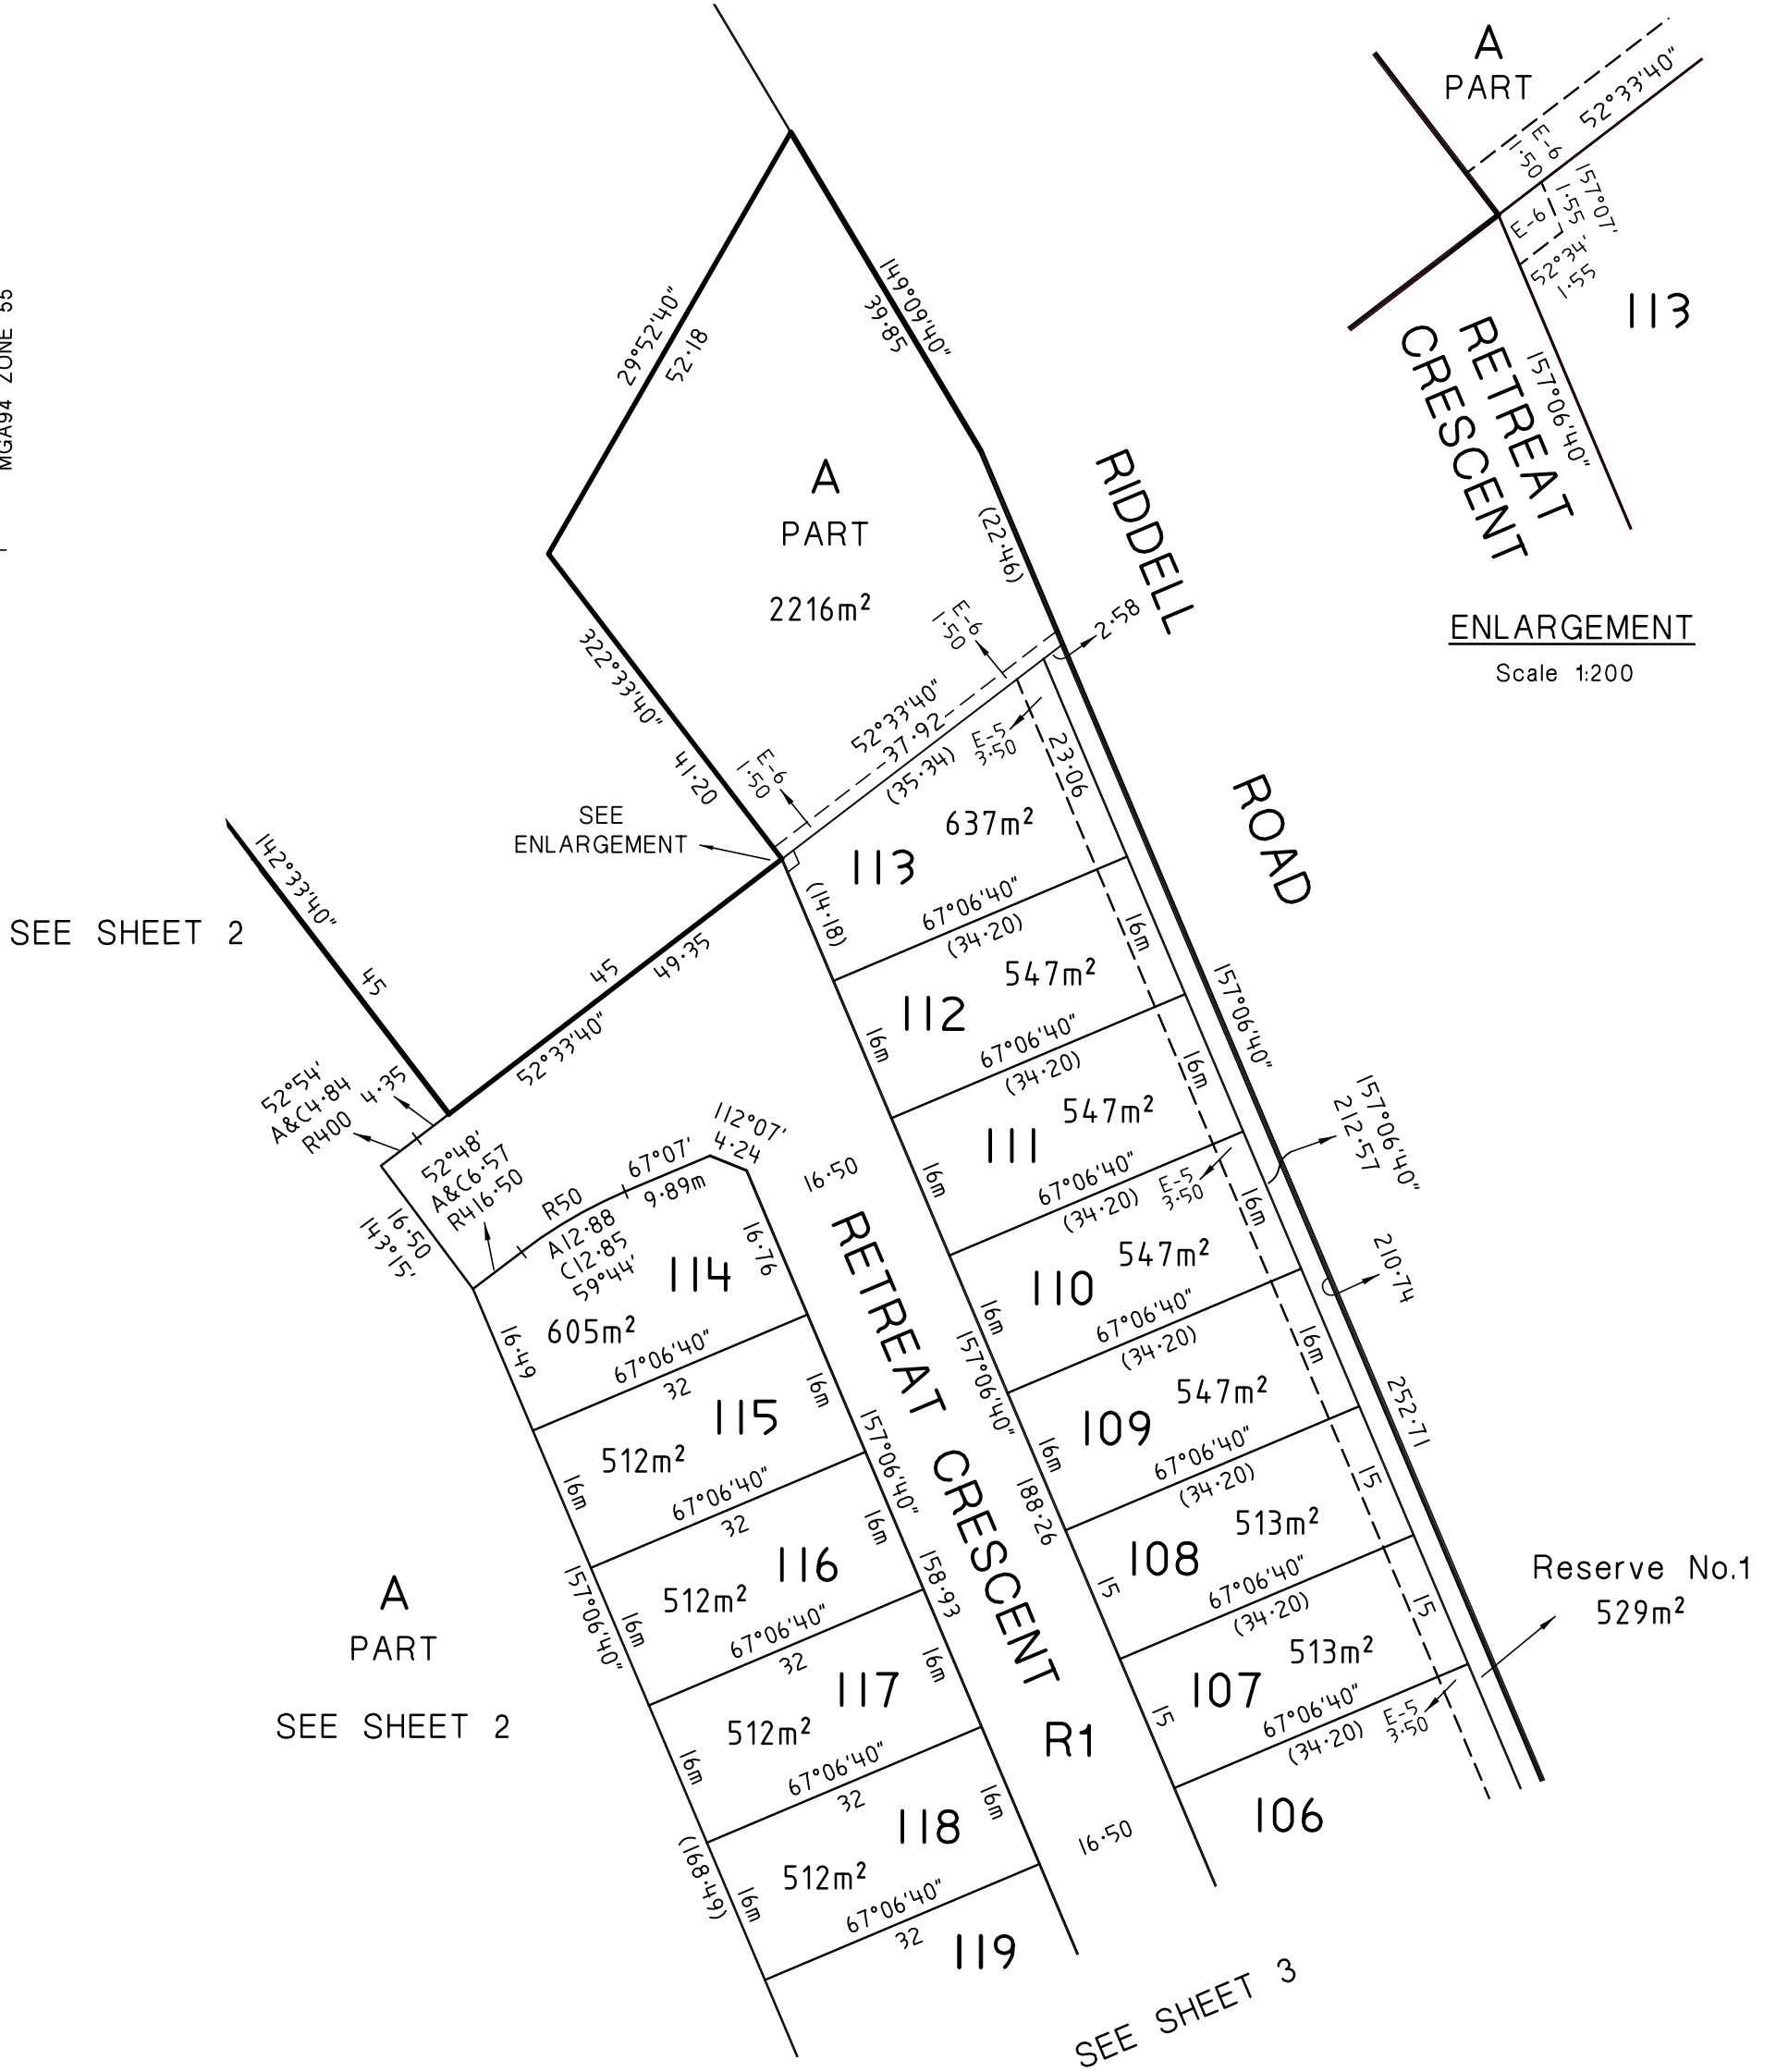 MGA94 ZONE 55
A
PART
52°33'40"
E-6
1·50
157°07'
1·55
E-6
52°34'
1·55
113
RETREAT
CRESCENT
157°06'40"
ENLARGEMENT
Scale 1:200
29°52'40"
52·18
149°09'40"
39·85
A
PART
2216m²
(22·46)
RIDDELL
ROAD
2·58
E-6
1·50
322°33'40"
41·20
E-6
1·50
52°33'40"
37·92
(35·34)
E-5
3·50
23·06
SEE
ENLARGEMENT
637m²
113
(14·18)
67°06'40"
(34·20)
16m
547m²
112
16m
67°06'40"
(34·20)
16m
547m²
111
16m
67°06'40"
(34·20)
E-5
3·50
16m
547m²
110
16m
67°06'40"
(34·20)
16m
547m²
109
16m
67°06'40"
(34·20)
15
513m²
108
15
67°06'40"
(34·20)
15
513m²
107
15
67°06'40"
(34·20)
E-5
3·50
106
157°06'40"
157°06'40"
212·57
210·74
252·71
Reserve No.1
529m²
157°06'40"
188·26
142°33'40"
45
SEE SHEET 2
45
49·35
52°33'40"
52°54'
A&C4·84
R400
4·35
52°48'
A&C6·57
R416·50
16·50
143°15'
R50
A12·88
C12·85
59°44'
67°07'
9·89m
112°07'
4·24
16·50
16·76
114
605m²
16·49
67°06'40"
32
16m
115
512m²
16m
67°06'40"
32
16m
116
512m²
16m
67°06'40"
32
16m
117
512m²
16m
67°06'40"
32
16m
118
512m²
16m
67°06'40"
32
119
157°06'40"
158·93
157°06'40"
(168·49)
RETREAT CRESCENT
R1
16·50
A
PART
SEE SHEET 2
SEE SHEET 3